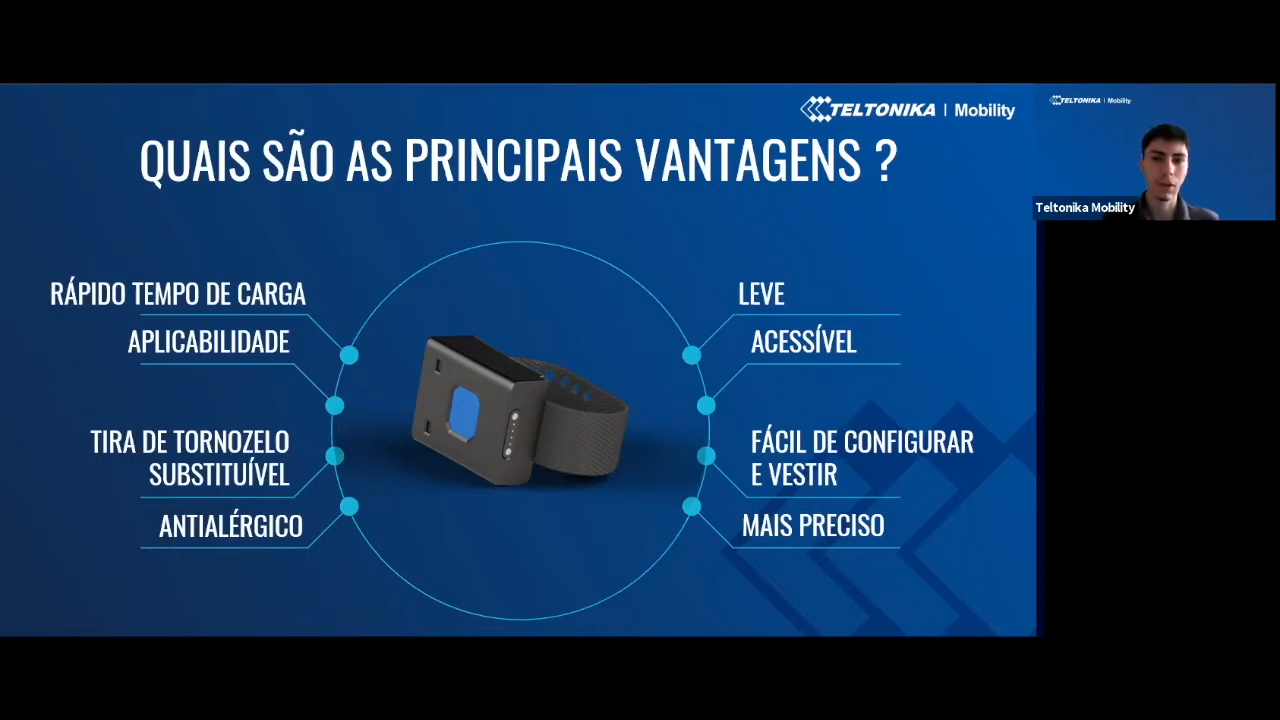 TELTONIKA | Mobility
QUAIS SÃO AS PRINCIPAIS VANTAGENS ?
RÁPIDO TEMPO DE CARGA
APLICABILIDADE
TIRA DE TORNOZELO
SUBSTITUÍVEL
ANTIALÉRGICO
LEVE
ACESSÍVEL
FÁCIL DE CONFIGURAR
E VESTIR
MAIS PRECISO
TELTONIKA | Mobility
Teltonika Mobility